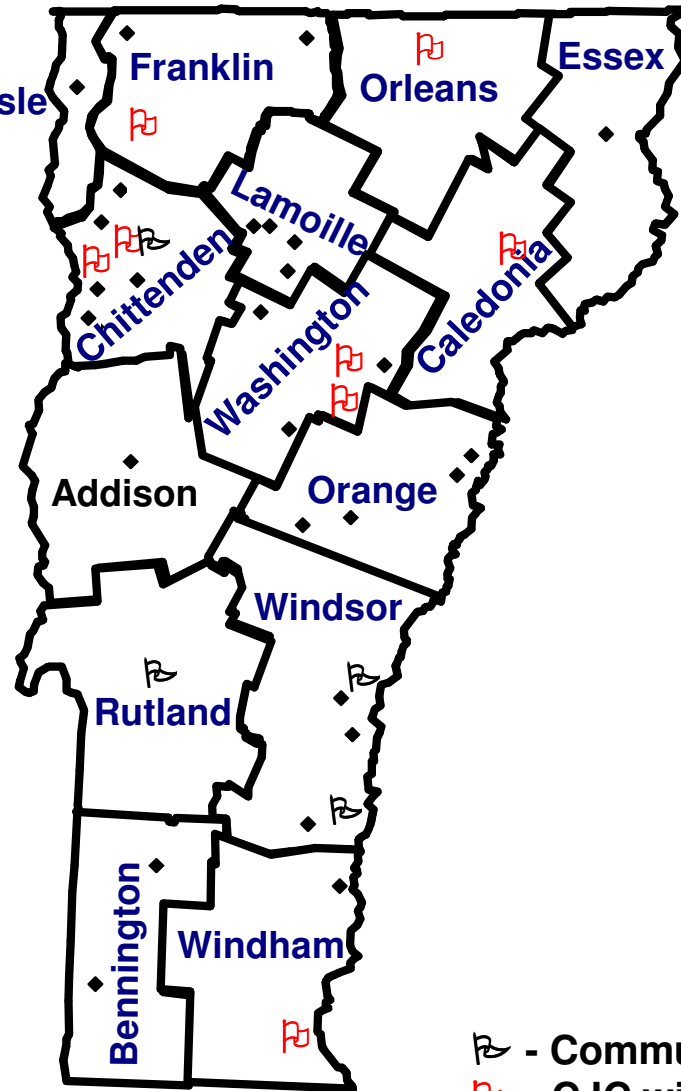 Franklin
Orleans
Essex
sle
Lamoille
Chittenden
Washington
Caledonia
Addison
Orange
Windsor
Rutland
Bennington
Windham
- Commu